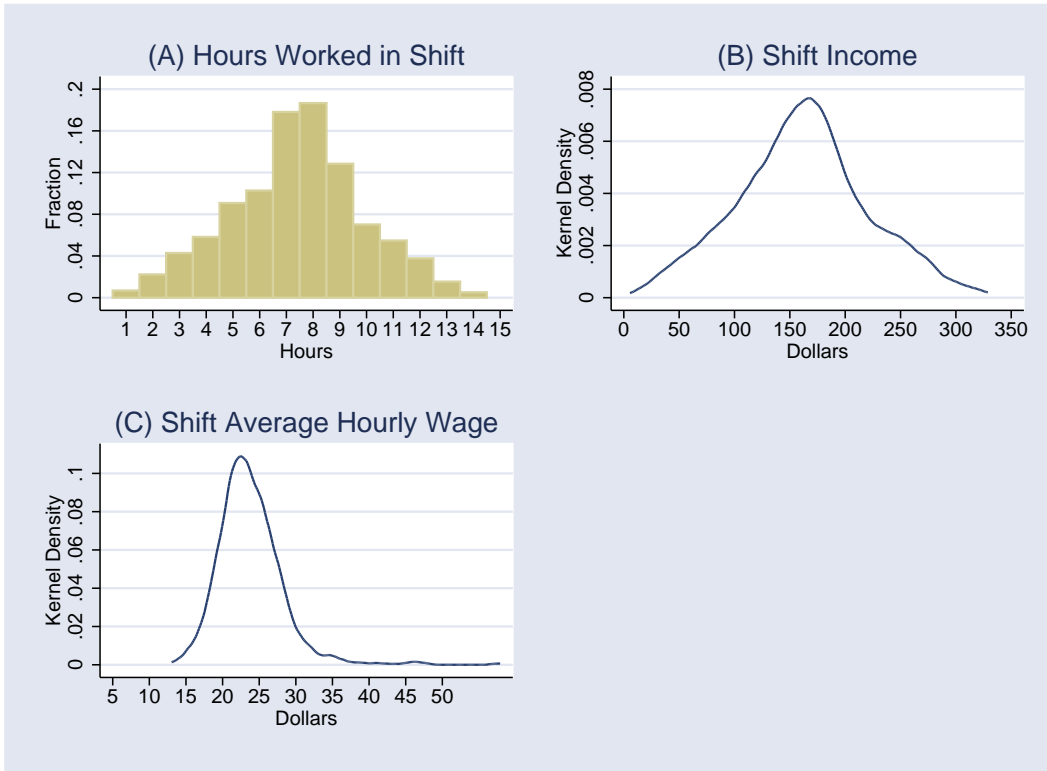 (A) Hours Worked in Shift
Fraction
0 .04 .08 .12 .16 .2
1 2 3 4 5 6 7 8 9 10 11 12 13 14 15
Hours
(B) Shift Income
Kernel Density
0 .002 .004 .006 .008
0 50 100 150 200 250 300 350
Dollars
(C) Shift Average Hourly Wage
Kernel Density
0 .02 .04 .06 .08 .1
5 10 15 20 25 30 35 40 45 50
Dollars